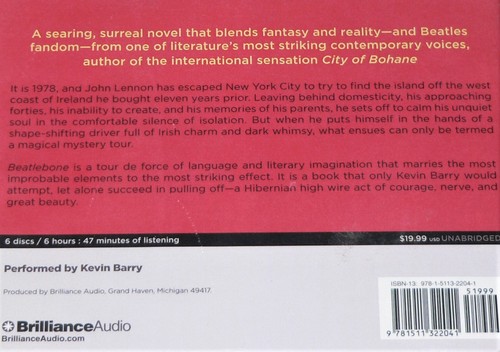 A searing, surreal novel that blends fantasy and reality—and Beatles
fandom—from one of literature's most striking contemporary voices,
author of the international sensation City of Bohane
It is 1978, and John Lennon has escaped New York City to try to find the island off the west
coast of Ireland he bought eleven years prior. Leaving behind domesticity, his approaching
forties, his inability to create, and his memories of his parents, he sets off to calm his unquiet
soul in the comfortable silence of isolation. But when he puts himself in the hands of a
shape-shifting driver full of Irish charm and dark whimsy, what ensues can only be termed
a magical mystery tour.
Beatlebone is a tour de force of language and literary imagination that marries the most
improbable elements to the most striking effect. It is a book that only Kevin Barry would
attempt, let alone succeed in pulling off—a Hibernian high wire act of courage, nerve, and
great beauty.
6 discs / 6 hours : 47 minutes of listening
$19.99 USD UNABRIDGED
Performed by Kevin Barry
Produced by Brilliance Audio, Grand Haven, Michigan 49417.
BrillianceAudio
BrillianceAudio.com
ISBN-13: 978-1-5113-2204-1
51999
9 781511 322041